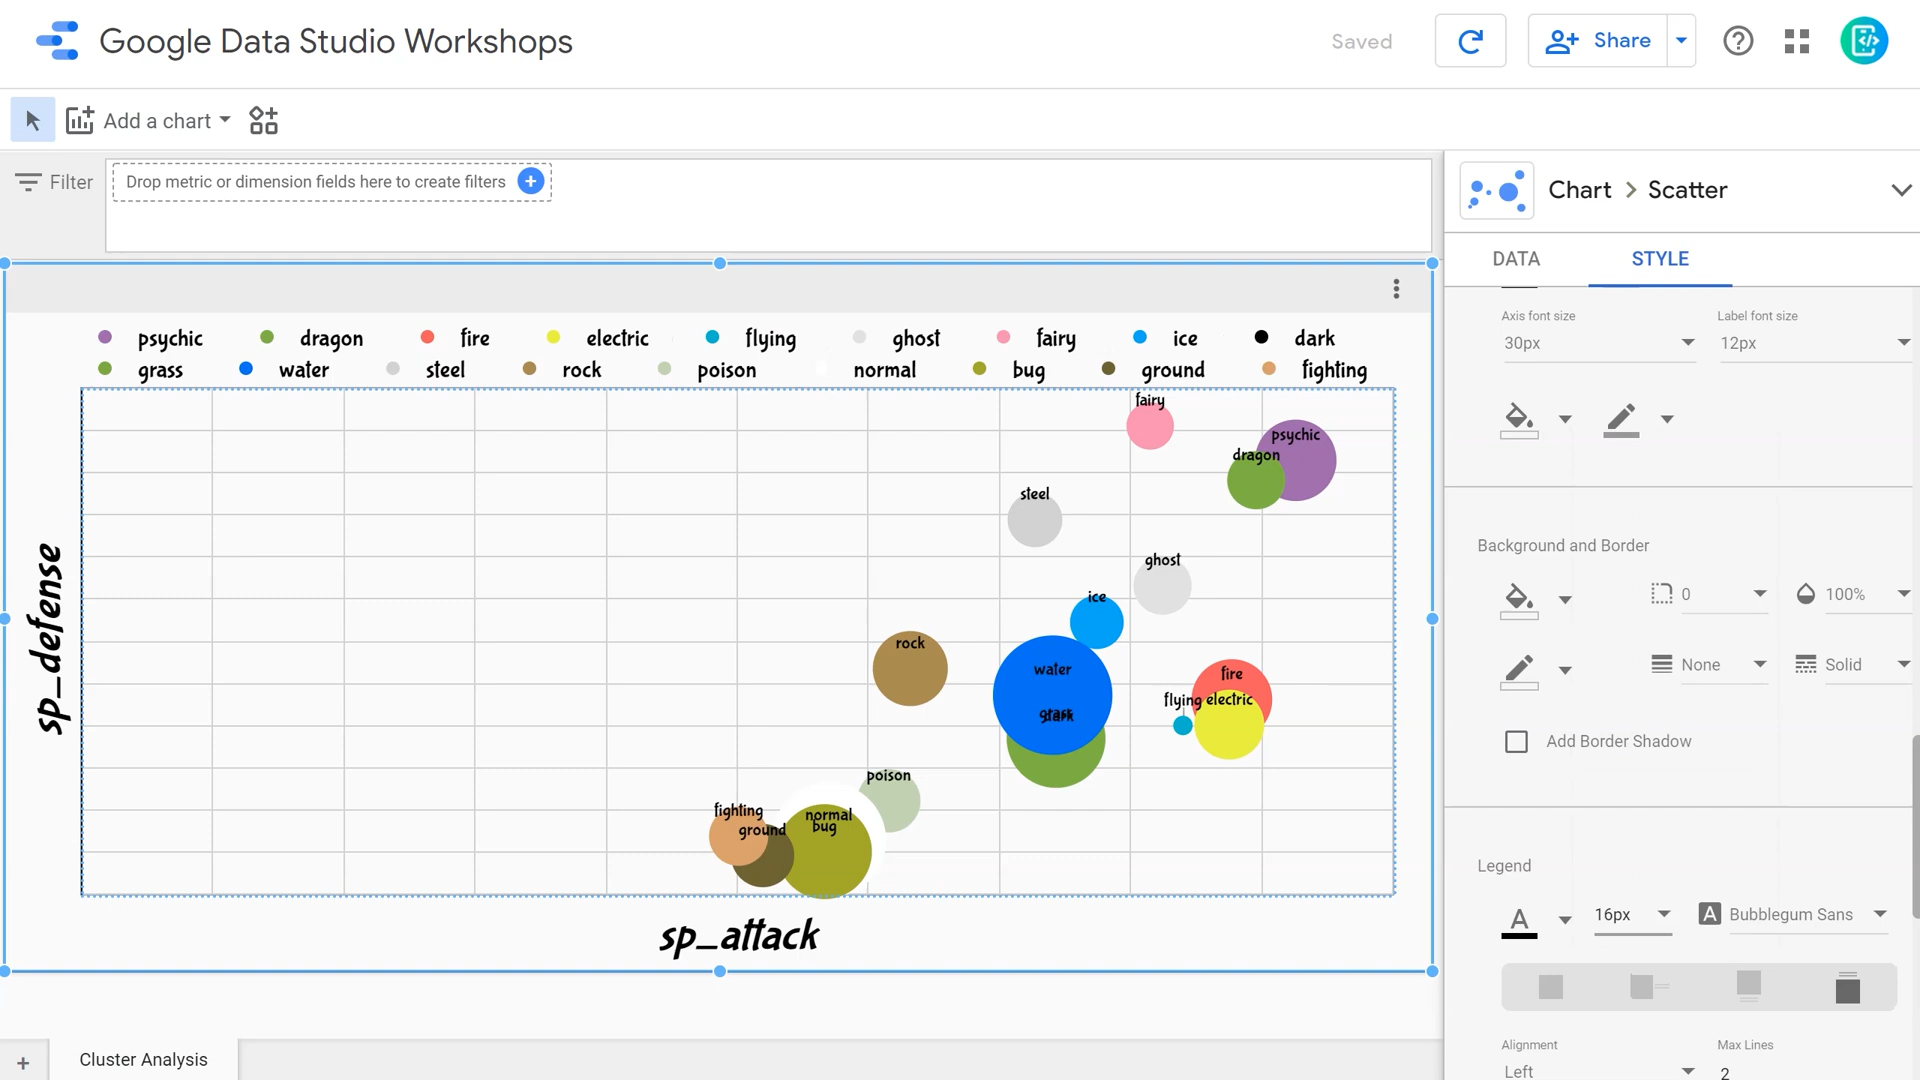 Google Data Studio Workshops
Saved
Share
Add a chart
Filter
Drop metric or dimension fields here to create filters
Chart > Scatter
DATA
STYLE
psychic dragon fire electric flying ghost fairy ice dark
grass water steel rock poison normal bug ground fighting
Axis font size
Label font size
30px
12px
fairy
psychic
dragon
steel
ghost
ice
rock
water
fire
flying electric
grass
dark
poison
fighting
normal
bug
ground
sp_defense
sp_attack
Background and Border
0
100%
None
Solid
Add Border Shadow
Legend
A
16px
A
Bubblegum Sans
Alignment
Max Lines
Left
2
+ Cluster Analysis